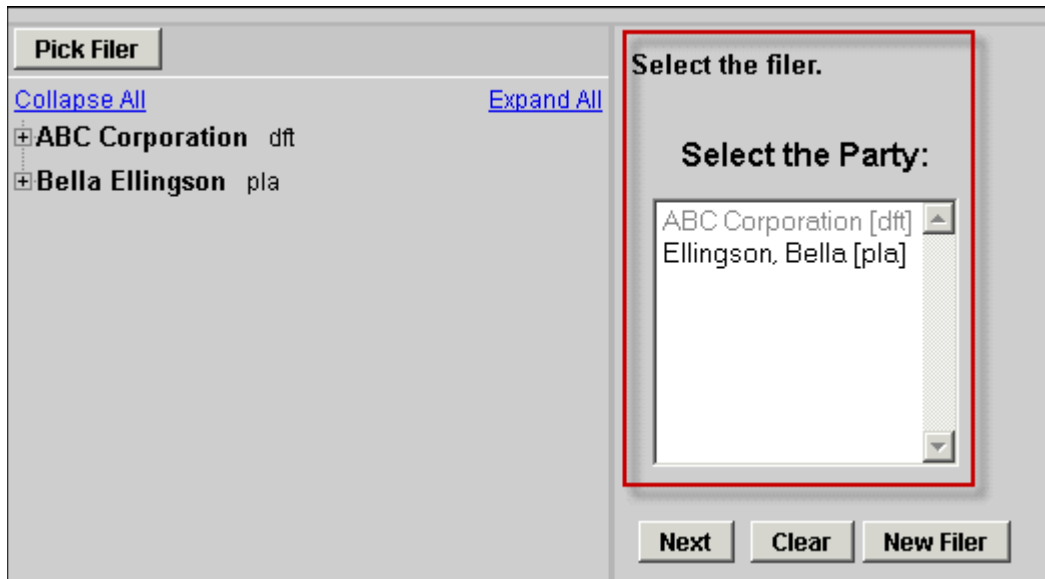 Pick Filer
Collapse All Expand All
ABC Corporation dft
Bella Ellingson pla
Select the filer.
Select the Party:
ABC Corporation [dft]
Ellingson, Bella [pla]
Next Clear New Filer